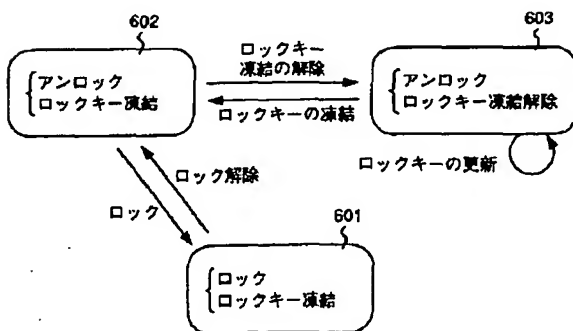 602
アンロック
ロックキー凍結
ロックキー
凍結の解除
ロックキーの凍結
603
アンロック
ロックキー凍結解除
ロックキーの更新
ロック解除
ロック
601
ロック
ロックキー凍結